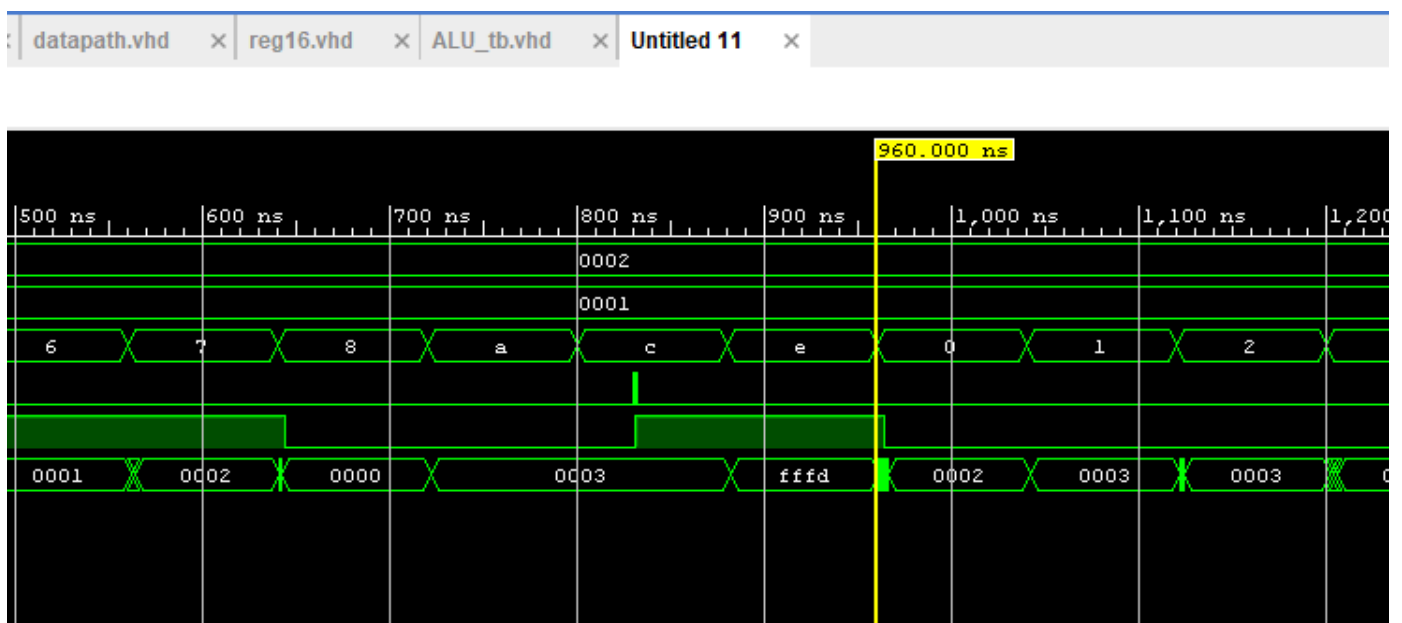 datapath.vhd × reg16.vhd × ALU_tb.vhd × Untitled 11 ×
960.000 ns
500 ns 600 ns 700 ns 800 ns 900 ns 1,000 ns 1,100 ns 1,200
0002
0001
6 7 8 a c e 0 1 2
0001 0002 0000 0003 fffd 0002 0003 0003